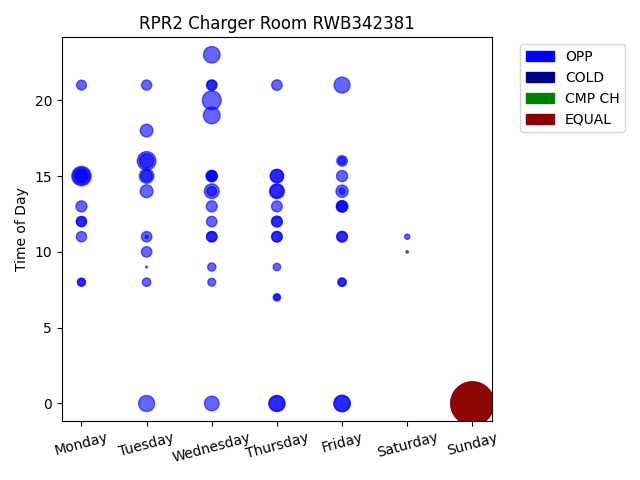 RPR2 Charger Room RWB342381
OPP
COLD
CMP CH
EQUAL
Time of Day
20
15
10
5
0
Monday
Tuesday
Wednesday
Thursday
Friday
Saturday
Sunday